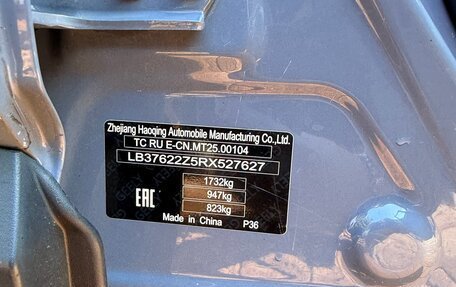 Zhejiang Haoqing Automobile Manufacturing Co.,Ltd.
TC RU E-CN.MT25.00104
LB37622Z5RX527627
1732kg
947kg
EAC
823kg
Made in China P36